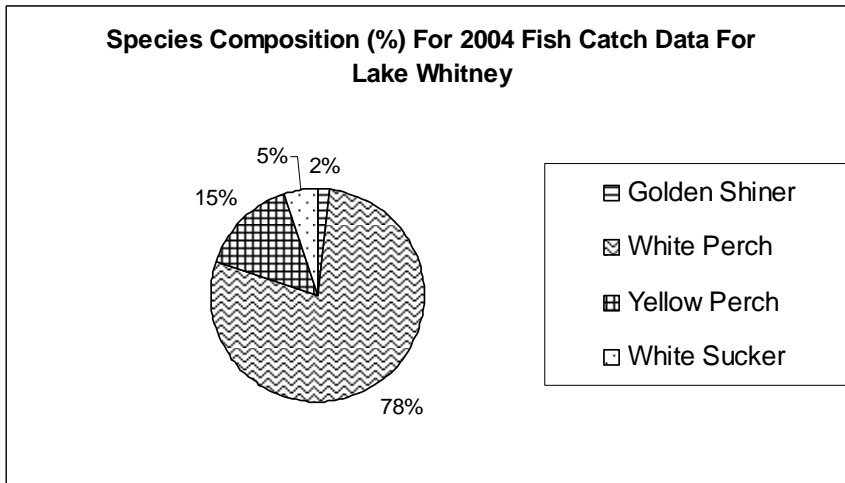 Species Composition (%) For 2004 Fish Catch Data For
Lake Whitney
5%
2%
15%
78%
Golden Shiner
White Perch
Yellow Perch
White Sucker